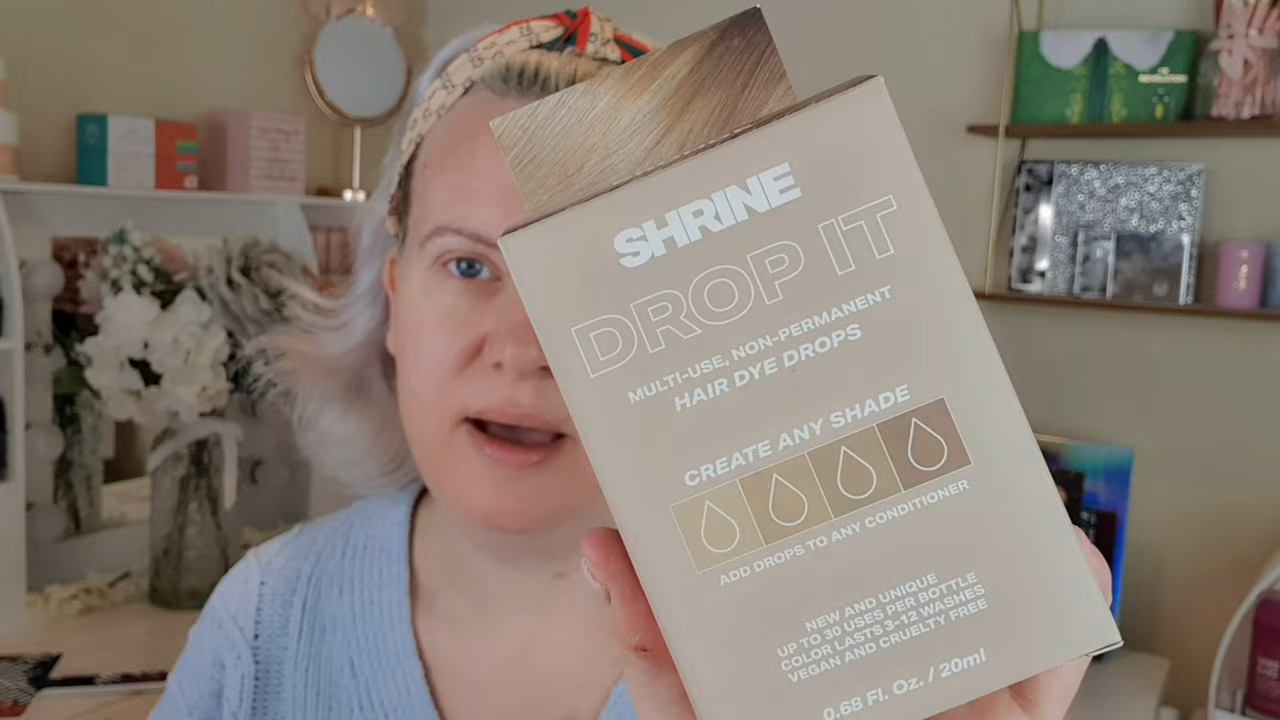 SHRINE
DROP IT
MULTI-USE, NON-PERMANENT
HAIR DYE DROPS
CREATE ANY SHADE
ADD DROPS TO ANY CONDITIONER
NEW AND UNIQUE
UP TO 30 USES PER BOTTLE
COLOR LASTS 3-12 WASHES
VEGAN AND CRUELTY FREE
0.68 Fl. Oz. / 20ml